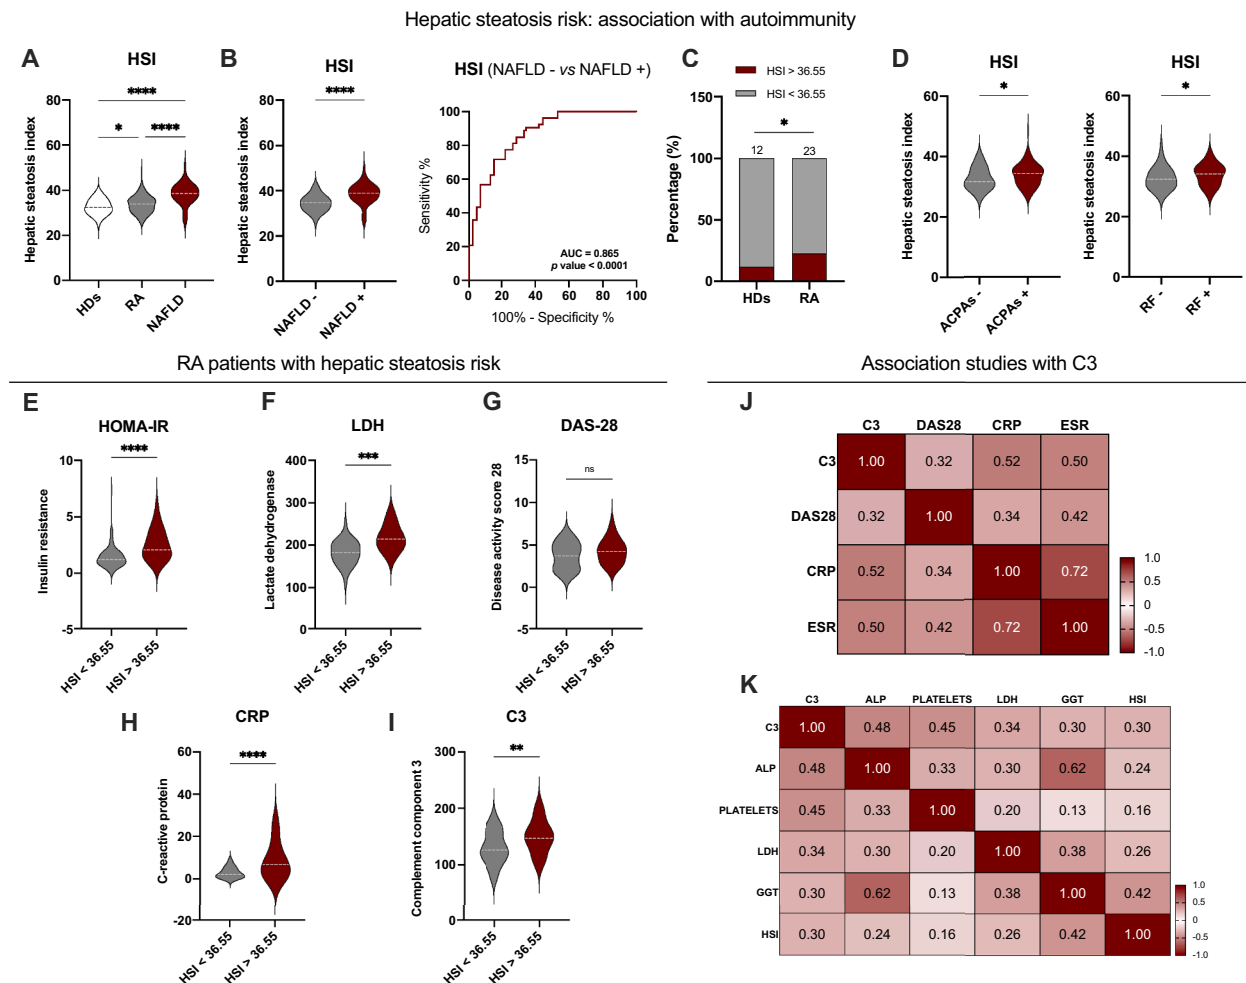 Hepatic steatosis risk: association with autoimmunity
A
HSI
Hepatic steatosis index
80
60
40
20
0
****
*
****
HDs
RA
NAFLD
B
HSI
Hepatic steatosis index
80
60
40
20
0
****
NAFLD -
NAFLD +
HSI (NAFLD - vs NAFLD +)
Sensitivity %
100
80
60
40
20
0
AUC = 0.865
p value < 0.0001
0 20 40 60 80 100
100% - Specificity %
C
HSI > 36.55
HSI < 36.55
Percentage (%)
150
100
50
0
*
12
23
HDs
RA
D
HSI
Hepatic steatosis index
60
40
20
0
*
ACPAs -
ACPAs +
HSI
Hepatic steatosis index
60
40
20
0
*
RF -
RF +
RA patients with hepatic steatosis risk
E
HOMA-IR
Insulin resistance
10
5
0
-5
****
HSI < 36.55
HSI > 36.55
F
LDH
Lactate dehydrogenase
400
300
200
100
0
***
HSI < 36.55
HSI > 36.55
G
DAS-28
Disease activity score 28
15
10
5
0
-5
ns
HSI < 36.55
HSI > 36.55
H
CRP
C-reactive protein
60
40
20
0
-20
****
HSI < 36.55
HSI > 36.55
I
C3
Complement component 3
300
200
100
0
**
HSI < 36.55
HSI > 36.55
Association studies with C3
J
C3 DAS28 CRP ESR
C3 1.00 0.32 0.52 0.50
DAS28 0.32 1.00 0.34 0.42
CRP 0.52 0.34 1.00 0.72
ESR 0.50 0.42 0.72 1.00
1.0
0.5
0
-0.5
-1.0
K
C3 ALP PLATELETS LDH GGT HSI
C3 1.00 0.48 0.45 0.34 0.30 0.30
ALP 0.48 1.00 0.33 0.30 0.62 0.24
PLATELETS 0.45 0.33 1.00 0.20 0.13 0.16
LDH 0.34 0.30 0.20 1.00 0.38 0.26
GGT 0.30 0.62 0.13 0.38 1.00 0.42
HSI 0.30 0.24 0.16 0.26 0.42 1.00
1.0
0.5
0
-0.5
-1.0